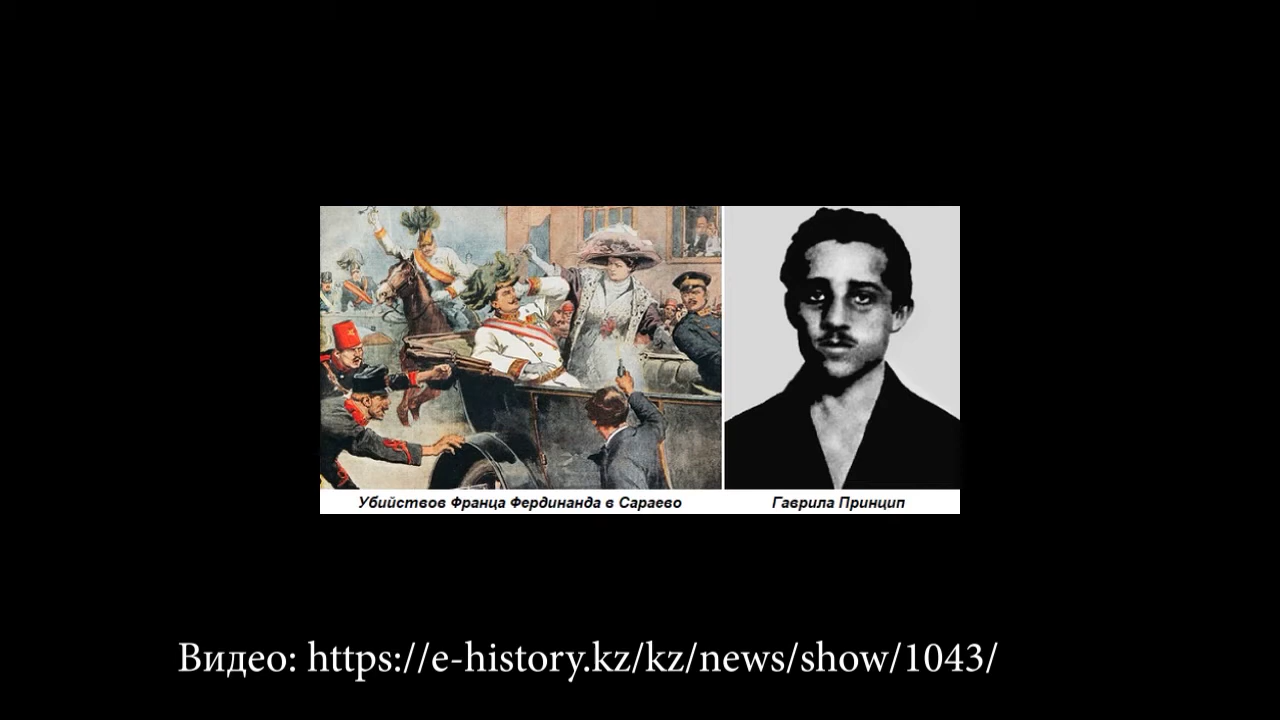 Убийствов Франца Фердинанда в Сараево
Гаврила Принцип
Видео: https://e-history.kz/kz/news/show/1043/